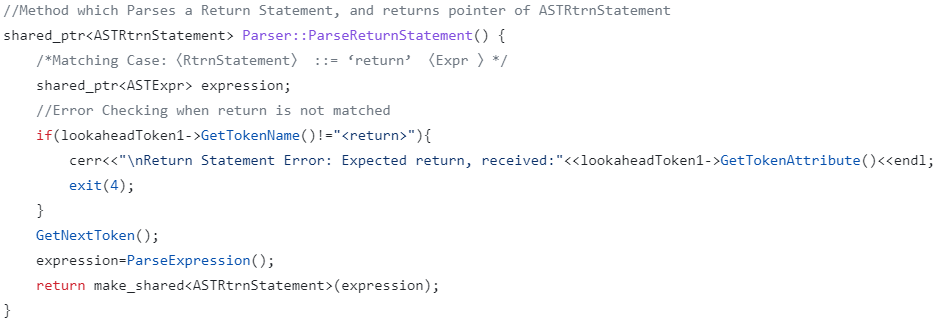 //Method which Parses a Return Statement, and returns pointer of ASTRtrnStatement
shared_ptr<ASTRtrnStatement> Parser::ParseReturnStatement() {
    /*Matching Case: 〈RtrnStatement〉 ::= ‘return’ 〈Expr 〉*/
    shared_ptr<ASTExpr> expression;
    //Error Checking when return is not matched
    if(lookaheadToken1->GetTokenName()!="<return>"){
        cerr<<"\nReturn Statement Error: Expected return, received:"<<lookaheadToken1->GetTokenAttribute()<<endl;
        exit(4);
    }
    GetNextToken();
    expression=ParseExpression();
    return make_shared<ASTRtrnStatement>(expression);
}